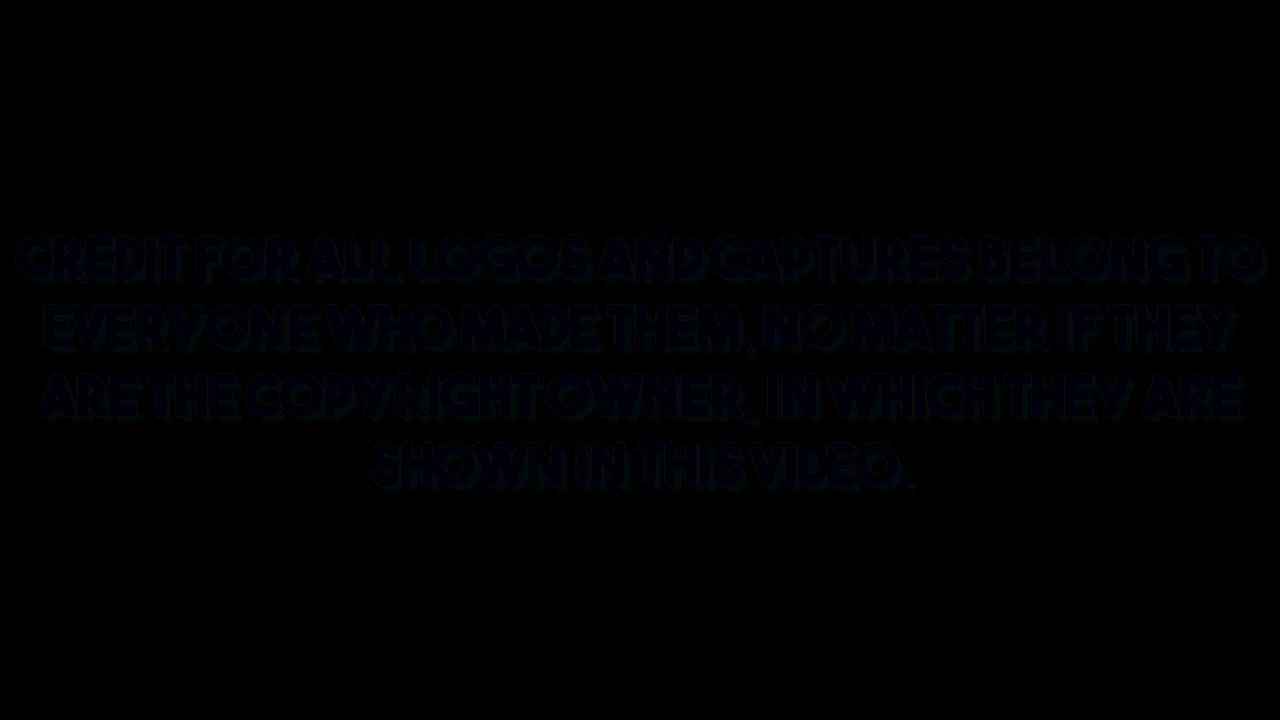 CREDIT FOR ALL LOGOS AND CAPTURES BELONG TO
EVERYONE WHO MADE THEM, NO MATTER IF THEY
ARE THE COPYRIGHT OWNER, IN WHICH THEY ARE
SHOWN IN THIS VIDEO.